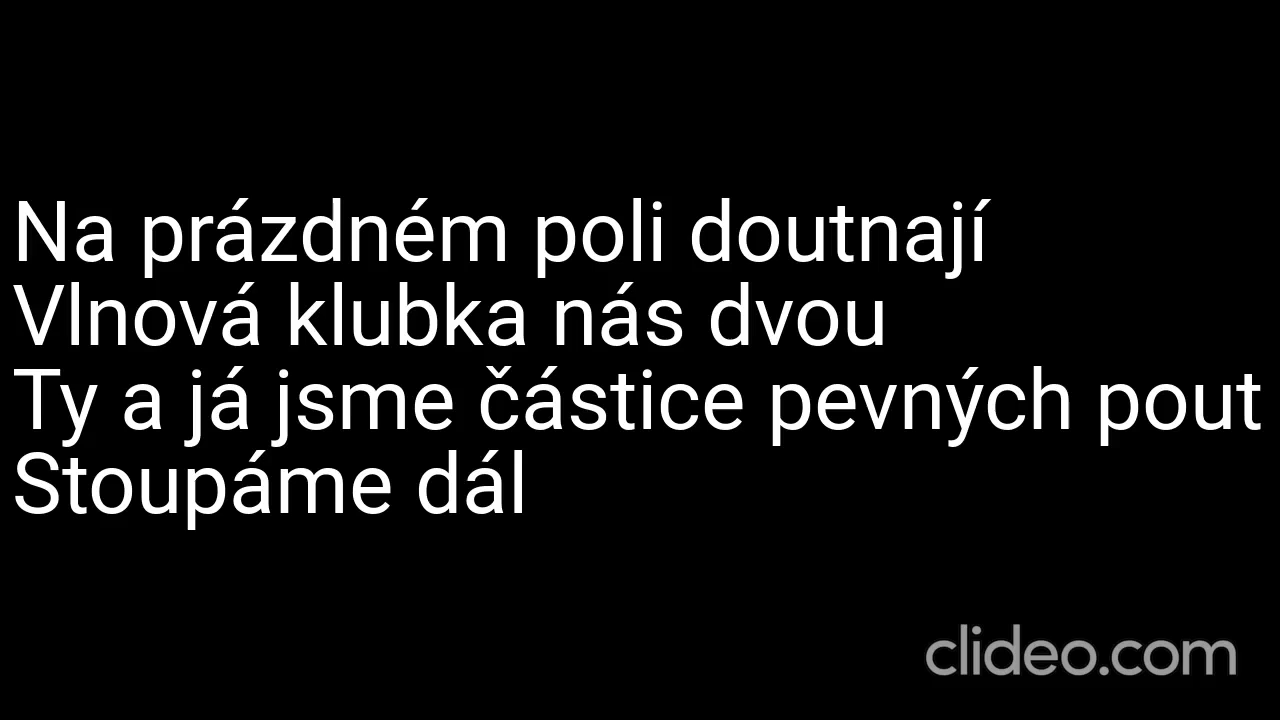 Na prázdném poli doutnají
Vlnová klubka nás dvou
Ty a já jsme částice pevných pout
Stoupáme dál
clideo.com